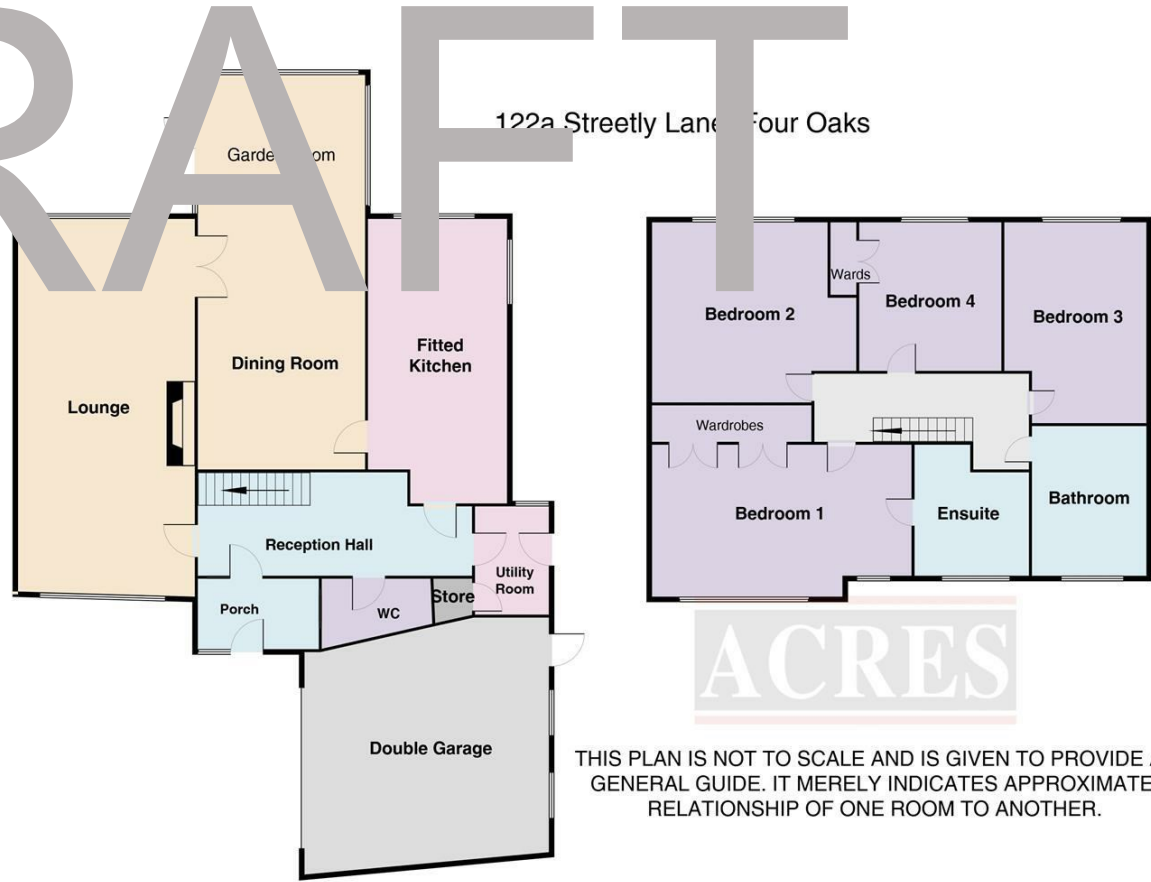 RAFT
122a Streetly Lane Four Oaks
Garden Room
Lounge
Dining Room
Fitted
Kitchen
Reception Hall
Utility
Room
Porch
WC
Store
Double Garage
Bedroom 2
Wards
Bedroom 4
Bedroom 3
Wardrobes
Bedroom 1
Ensuite
Bathroom
ACRES
THIS PLAN IS NOT TO SCALE AND IS GIVEN TO PROVIDE A
GENERAL GUIDE. IT MERELY INDICATES APPROXIMATE
RELATIONSHIP OF ONE ROOM TO ANOTHER.